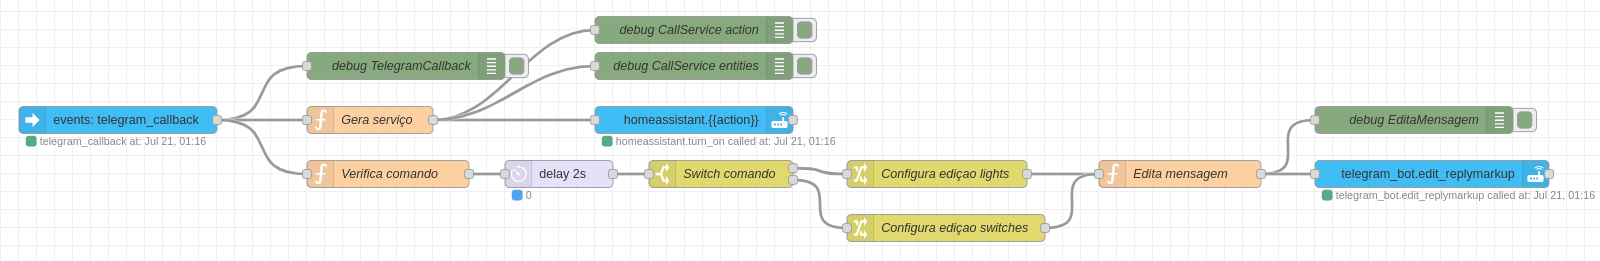 debug CallService action
debug TelegramCallback
debug CallService entities
events: telegram_callback
telegram_callback at: Jul 21, 01:16
Gera serviço
homeassistant.{{action}}
homeassistant.turn_on called at: Jul 21, 01:16
debug EditaMensagem
Verifica comando
delay 2s
0
Switch comando
Configura ediçao lights
Edita mensagem
telegram_bot.edit_replymarkup
telegram_bot.edit_replymarkup called at: Jul 21, 01:16
Configura ediçao switches